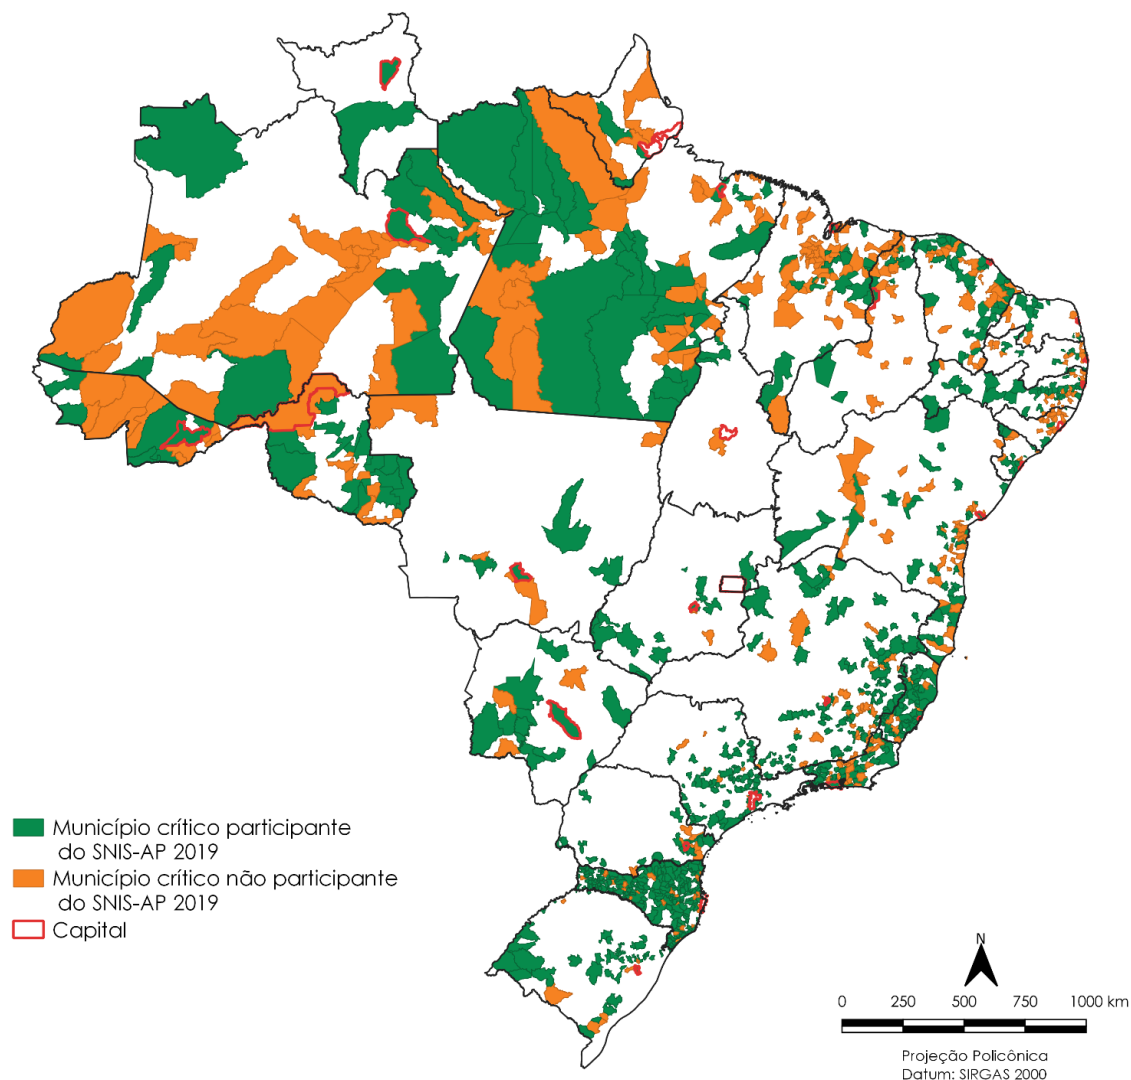 Município crítico participante
do SNIS-AP 2019
Município crítico não participante
do SNIS-AP 2019
Capital
N
0 250 500 750 1000 km
Projeção Policônica
Datum: SIRGAS 2000